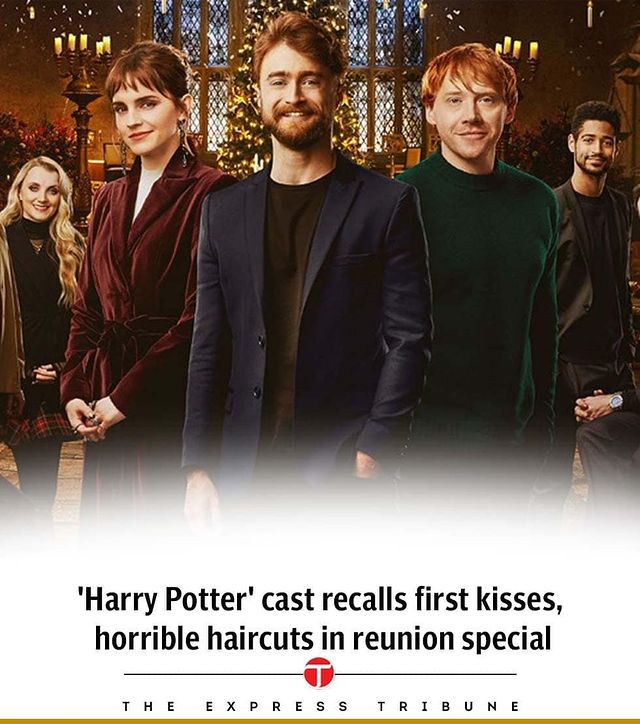 'Harry Potter' cast recalls first kisses,
horrible haircuts in reunion special
T
THE EXPRESS TRIBUNE